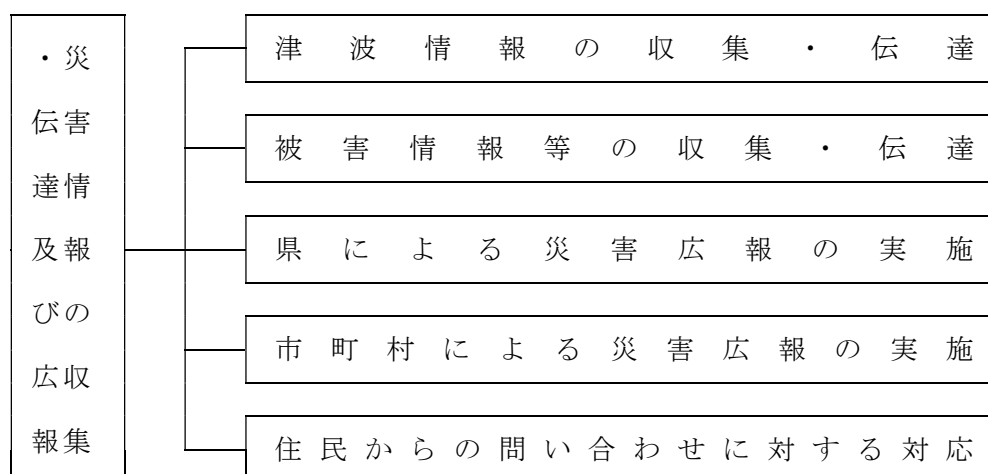 災害情報の収集
・伝達及びの広報
津波情報の収集・伝達
被害情報等の収集・伝達
県による災害広報の実施
市町村による災害広報の実施
住民からの問い合わせに対する対応